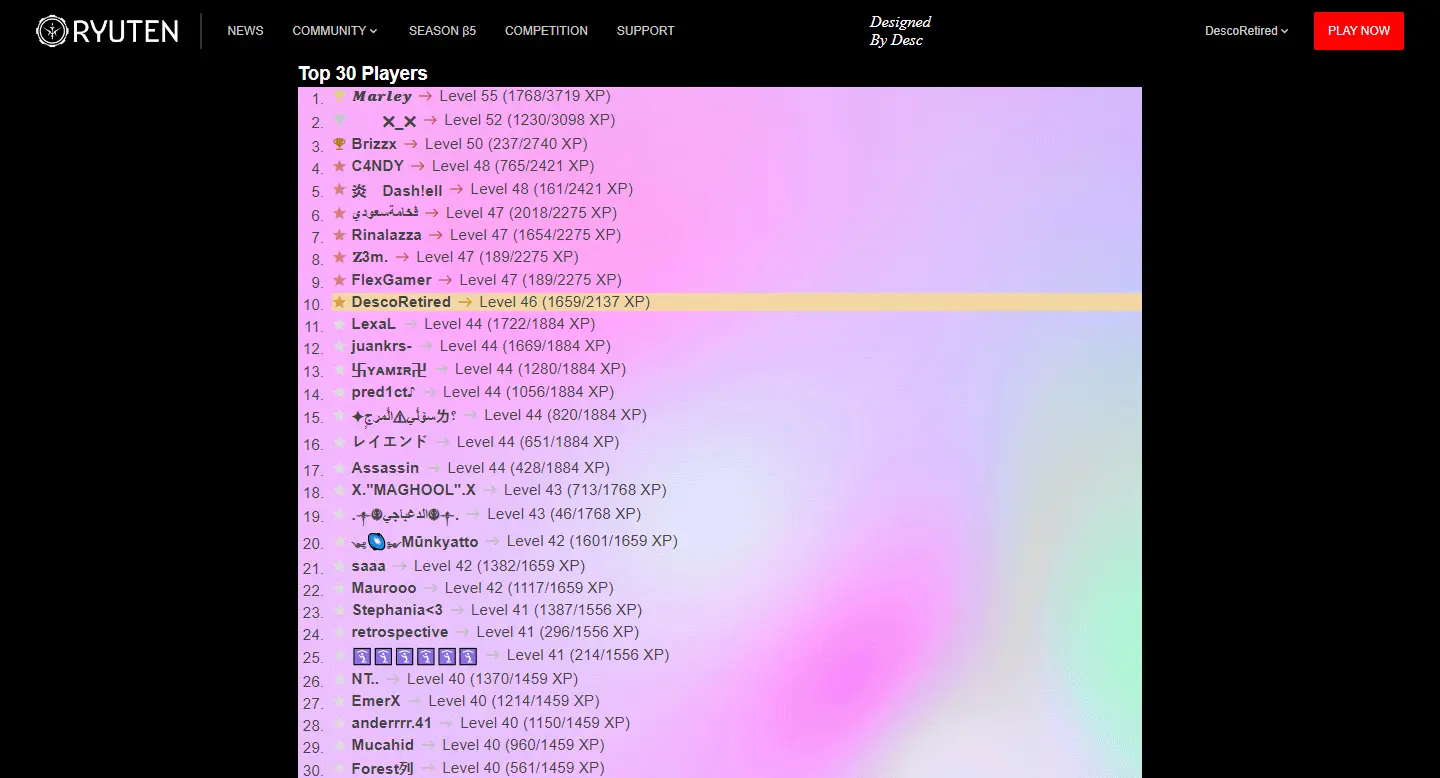 RYUTEN
NEWS
COMMUNITY
SEASON β5
COMPETITION
SUPPORT
Designed
By Desc
DescoRetired
PLAY NOW
Top 30 Players
1. 𝑴𝒂𝒓𝒍𝒆𝒚 → Level 55 (1768/3719 XP)
2. ×_× → Level 52 (1230/3098 XP)
3. Brizzx → Level 50 (237/2740 XP)
4. C4NDY → Level 48 (765/2421 XP)
5. 炎 Dash!ell → Level 48 (161/2421 XP)
6. فخامةسعودي → Level 47 (2018/2275 XP)
7. Rinalazza → Level 47 (1654/2275 XP)
8. Z3m. → Level 47 (189/2275 XP)
9. FlexGamer → Level 47 (189/2275 XP)
10. DescoRetired → Level 46 (1659/2137 XP)
11. LexaL → Level 44 (1722/1884 XP)
12. juankrs- → Level 44 (1669/1884 XP)
13. 卐ʏᴀᴍɪʀ卍 → Level 44 (1280/1884 XP)
14. pred1ct♪ → Level 44 (1056/1884 XP)
15. → Level 44 (820/1884 XP)
16. レイエンド → Level 44 (651/1884 XP)
17. Assassin → Level 44 (428/1884 XP)
18. X."MAGHOOL".X → Level 43 (713/1768 XP)
19. الدغباجي → Level 43 (46/1768 XP)
20. Mūnkyatto → Level 42 (1601/1659 XP)
21. saaa → Level 42 (1382/1659 XP)
22. Maurooo → Level 42 (1117/1659 XP)
23. Stephania<3 → Level 41 (1387/1556 XP)
24. retrospective → Level 41 (296/1556 XP)
25. → Level 41 (214/1556 XP)
26. NT.. → Level 40 (1370/1459 XP)
27. EmerX → Level 40 (1214/1459 XP)
28. anderrrr.41 → Level 40 (1150/1459 XP)
29. Mucahid → Level 40 (960/1459 XP)
30. Forest列 → Level 40 (561/1459 XP)